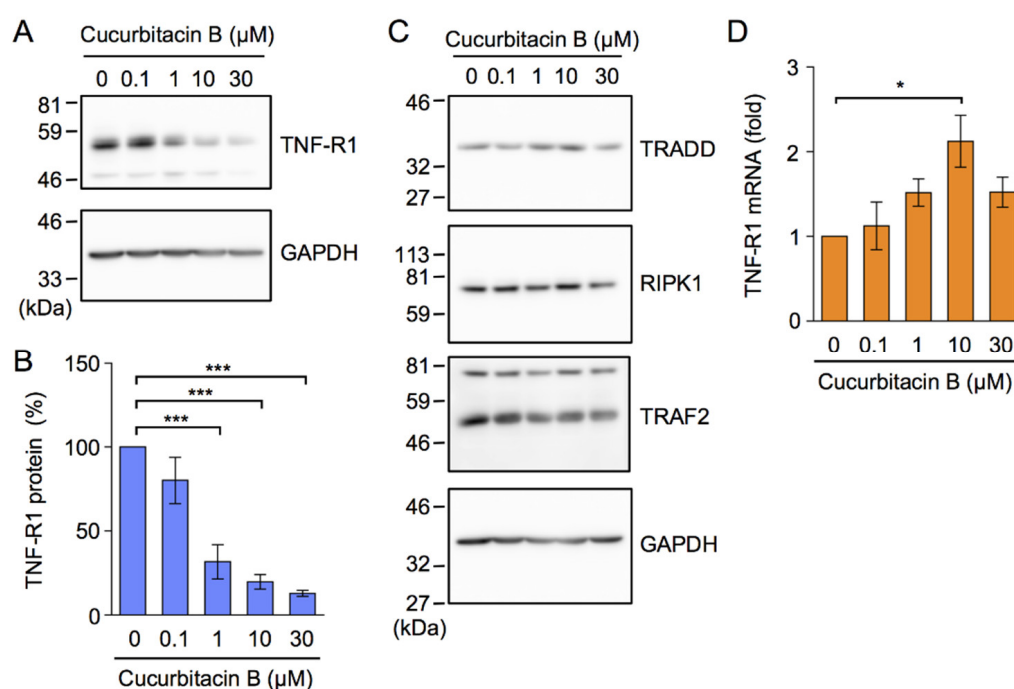 A
Cucurbitacin B (µM)
0 0.1 1 10 30
81
59
46
TNF-R1
46
33
(kDa)
GAPDH
B
TNF-R1 protein (%)
150
100
50
0
***
***
***
0 0.1 1 10 30
Cucurbitacin B (µM)
C
Cucurbitacin B (µM)
0 0.1 1 10 30
46
32
27
TRADD
113
81
59
RIPK1
81
59
46
TRAF2
46
32
27
(kDa)
GAPDH
D
TNF-R1 mRNA (fold)
3
2
1
0
*
0 0.1 1 10 30
Cucurbitacin B (µM)